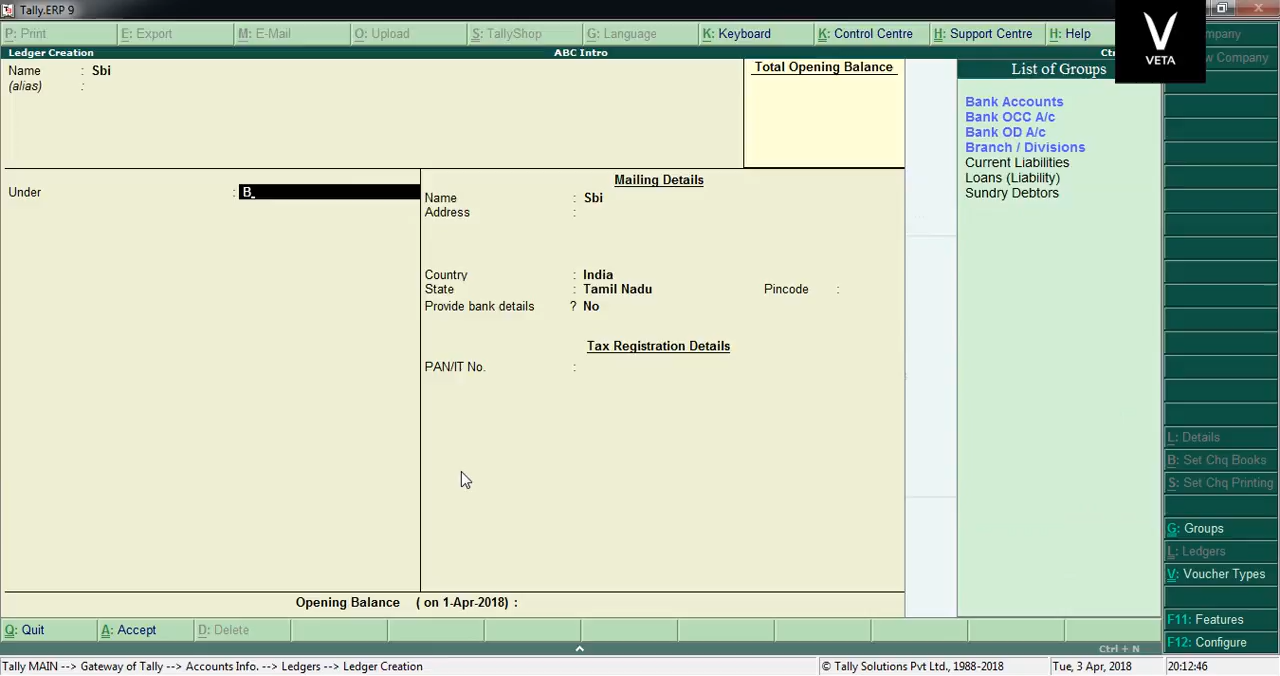 Tally.ERP 9
P: Print
E: Export
M: E-Mail
O: Upload
S: TallyShop
G: Language
K: Keyboard
K: Control Centre
H: Support Centre
H: Help
Ledger Creation
ABC Intro
VETA
Name : Sbi
(alias) :
Total Opening Balance
List of Groups
Bank Accounts
Bank OCC A/c
Bank OD A/c
Branch / Divisions
Current Liabilities
Loans (Liability)
Sundry Debtors
Under : B
Mailing Details
Name : Sbi
Address :
Country : India
State : Tamil Nadu Pincode :
Provide bank details ? No
Tax Registration Details
PAN/IT No. :
Opening Balance ( on 1-Apr-2018) :
L: Details
B: Set Chq Books
S: Set Chq Printing
G: Groups
L: Ledgers
V: Voucher Types
F11: Features
F12: Configure
Q: Quit
A: Accept
D: Delete
Ctrl + N
Tally MAIN --> Gateway of Tally --> Accounts Info. --> Ledgers --> Ledger Creation
© Tally Solutions Pvt Ltd., 1988-2018
Tue, 3 Apr, 2018
20:12:46